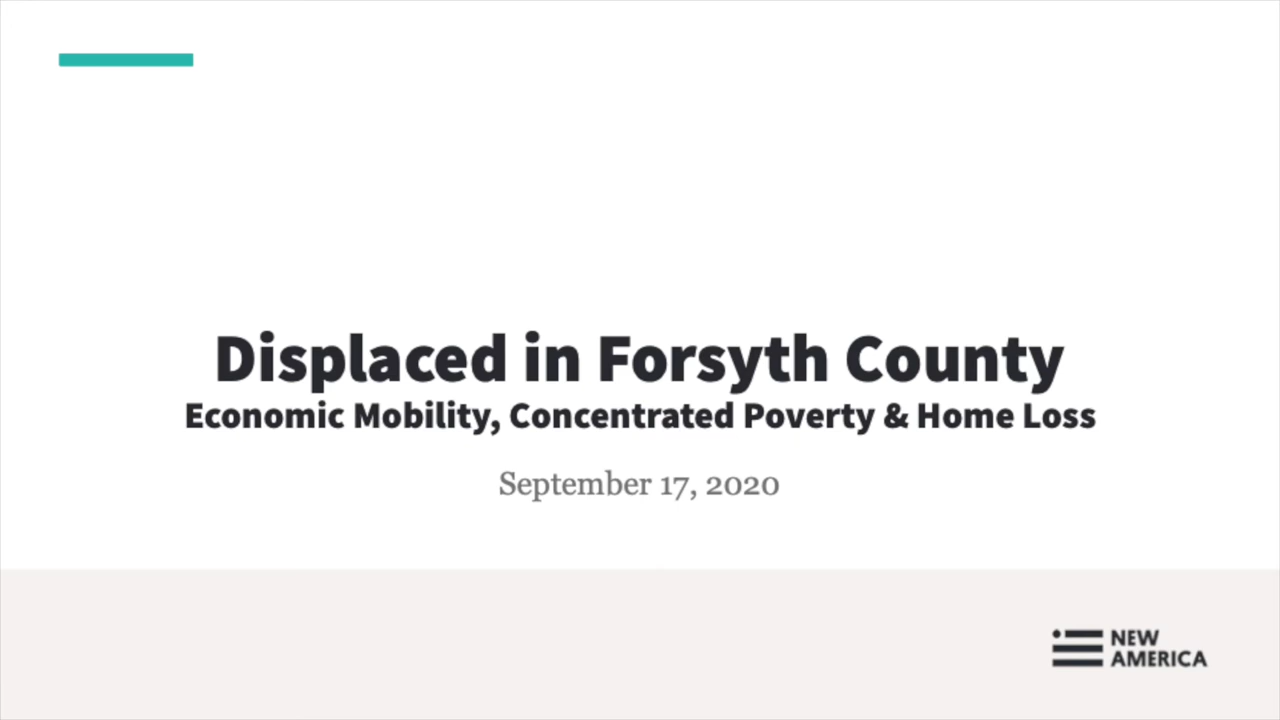 Displaced in Forsyth County
Economic Mobility, Concentrated Poverty & Home Loss
September 17, 2020
NEW
AMERICA